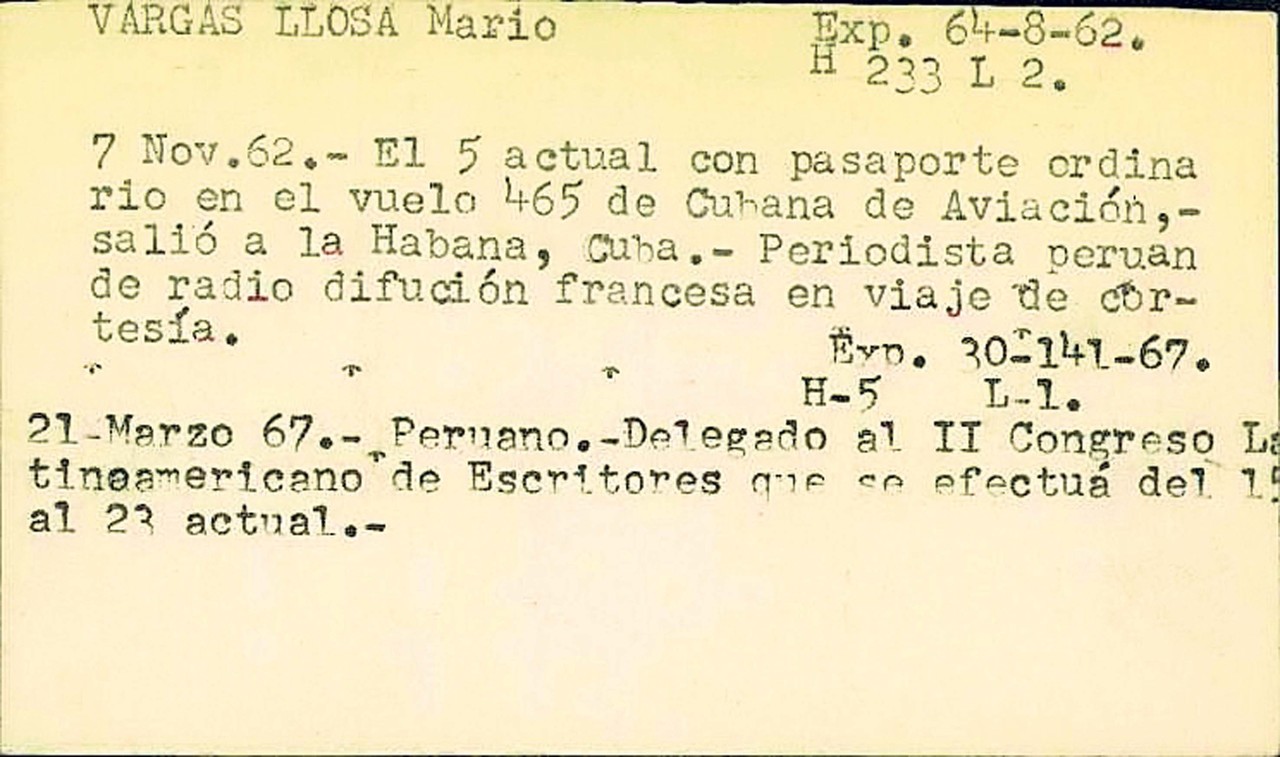 VARGAS LLOSA Mario
Exp. 64-8-62.
H 233 L 2.
7 Nov.62.- El 5 actual con pasaporte ordina
rio en el vuelo 465 de Cubana de Aviación,-
salió a la Habana, Cuba.- Periodista peruan
de radio difución francesa en viaje de cor-
tesía.
Exp. 30-141-67.
H-5 L-1.
21-Marzo 67.- Peruano.-Delegado al II Congreso La
tinoamericano de Escritores que se efectuá del 15
al 23 actual.-